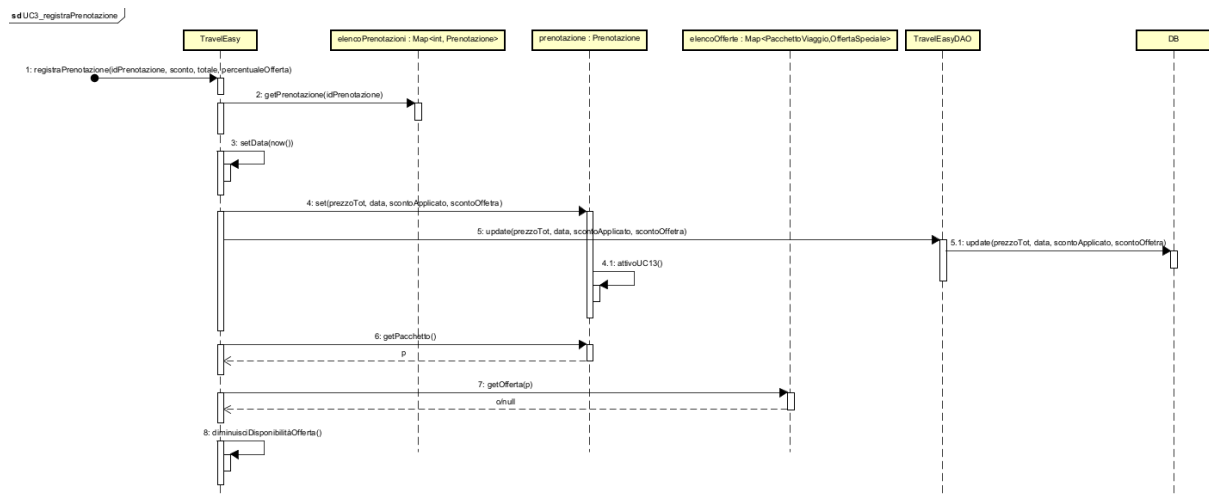 sd UC3_registraPrenotazione
TravelEasy
elencoPrenotazioni : Map<int, Prenotazione>
prenotazione : Prenotazione
elencoOfferte : Map<PacchettoViaggio,OffertaSpeciale>
TravelEasyDAO
DB
1: registraPrenotazione(idPrenotazione, sconto, totale, percentualeOfferta)
2: getPrenotazione(idPrenotazione)
3: setData(now())
4: set(prezzoTot, data, scontoApplicato, scontoOffetra)
5: update(prezzoTot, data, scontoApplicato, scontoOffetra)
5.1: update(prezzoTot, data, scontoApplicato, scontoOffetra)
4.1: attivoUC13()
6: getPacchetto()
p
7: getOfferta(p)
o/null
8: diminuisciDisponibilitàOfferta()